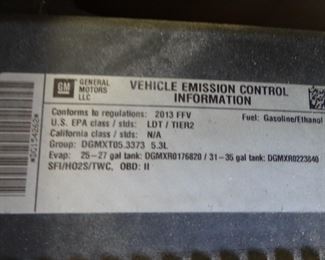 GM GENERAL MOTORS LLC
VEHICLE EMISSION CONTROL INFORMATION
Conforms to regulations: 2013 FFV Fuel: Gasoline/Ethanol
U.S. EPA class / stds: LDT / TIER2
California class / stds: N/A
Group: DGMXT05.3373 5.3L
Evap: 25-27 gal tank: DGMXR0176820 / 31-35 gal tank: DGMXR0223840
SFI/HO2S/TWC, OBD: II